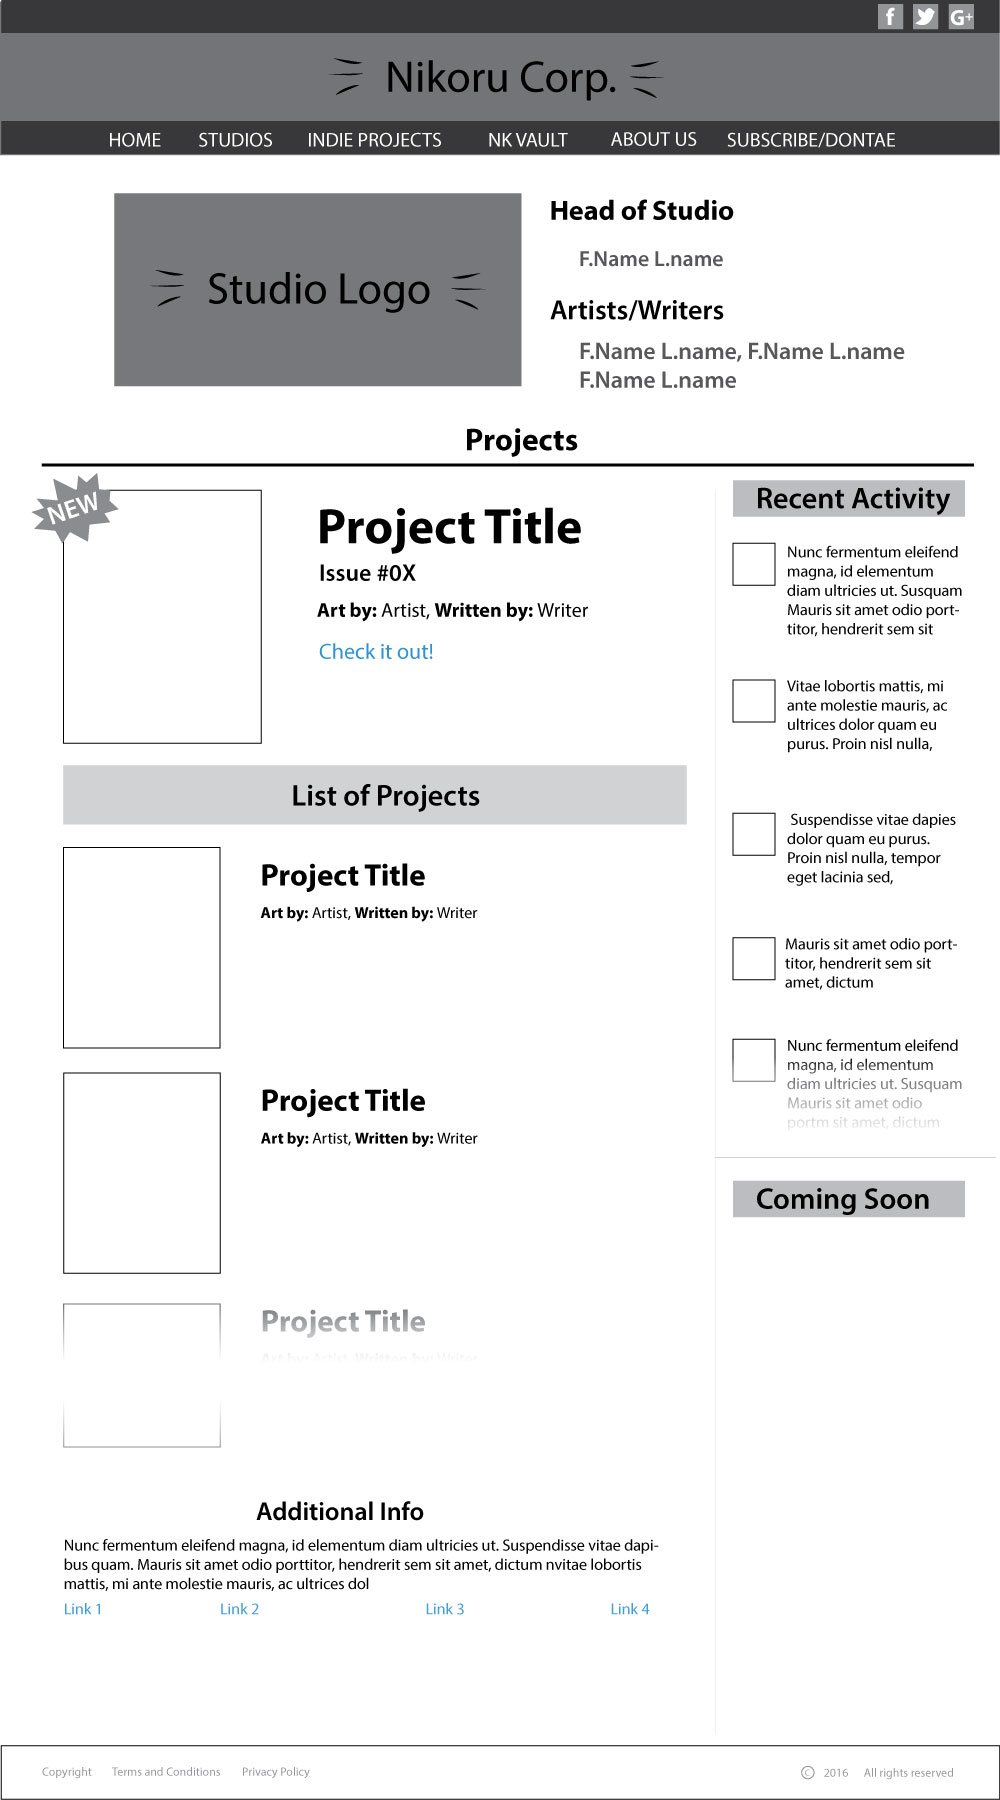 f
G+
Nikoru Corp.
HOME STUDIOS INDIE PROJECTS NK VAULT ABOUT US SUBSCRIBE/DONTAE
Studio Logo
Head of Studio
F.Name L.name
Artists/Writers
F.Name L.name, F.Name L.name
F.Name L.name
Projects
NEW
Project Title
Issue #0X
Art by: Artist, Written by: Writer
Check it out!
List of Projects
Project Title
Art by: Artist, Written by: Writer
Project Title
Art by: Artist, Written by: Writer
Project Title
Art by: Artist, Written by: Writer
Recent Activity
Nunc fermentum eleifend
magna, id elementum
diam ultricies ut. Susquam
Mauris sit amet odio port-
titor, hendrerit sem sit
Vitae lobortis mattis, mi
ante molestie mauris, ac
ultrices dolor quam eu
purus. Proin nisl nulla,
Suspendisse vitae dapies
dolor quam eu purus.
Proin nisl nulla, tempor
eget lacinia sed,
Mauris sit amet odio port-
titor, hendrerit sem sit
amet, dictum
Nunc fermentum eleifend
magna, id elementum
diam ultricies ut. Susquam
Mauris sit amet odio
portm sit amet, dictum
Coming Soon
Additional Info
Nunc fermentum eleifend magna, id elementum diam ultricies ut. Suspendisse vitae dapi-
bus quam. Mauris sit amet odio porttitor, hendrerit sem sit amet, dictum nvitae lobortis
mattis, mi ante molestie mauris, ac ultrices dol
Link 1 Link 2 Link 3 Link 4
Copyright Terms and Conditions Privacy Policy © 2016 All rights reserved